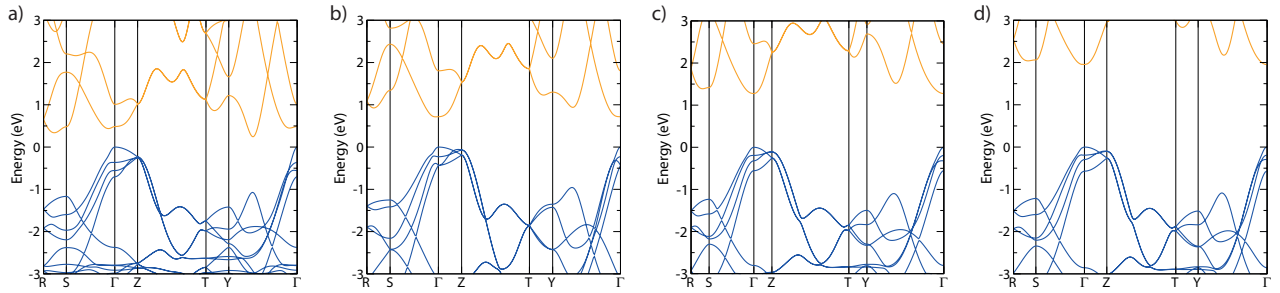 a)
Energy (eV)
3
2
1
0
-1
-2
-3
R S Γ Z T Y Γ
b)
Energy (eV)
3
2
1
0
-1
-2
-3
R S Γ Z T Y Γ
c)
Energy (eV)
3
2
1
0
-1
-2
-3
R S Γ Z T Y Γ
d)
Energy (eV)
3
2
1
0
-1
-2
-3
R S Γ Z T Y Γ